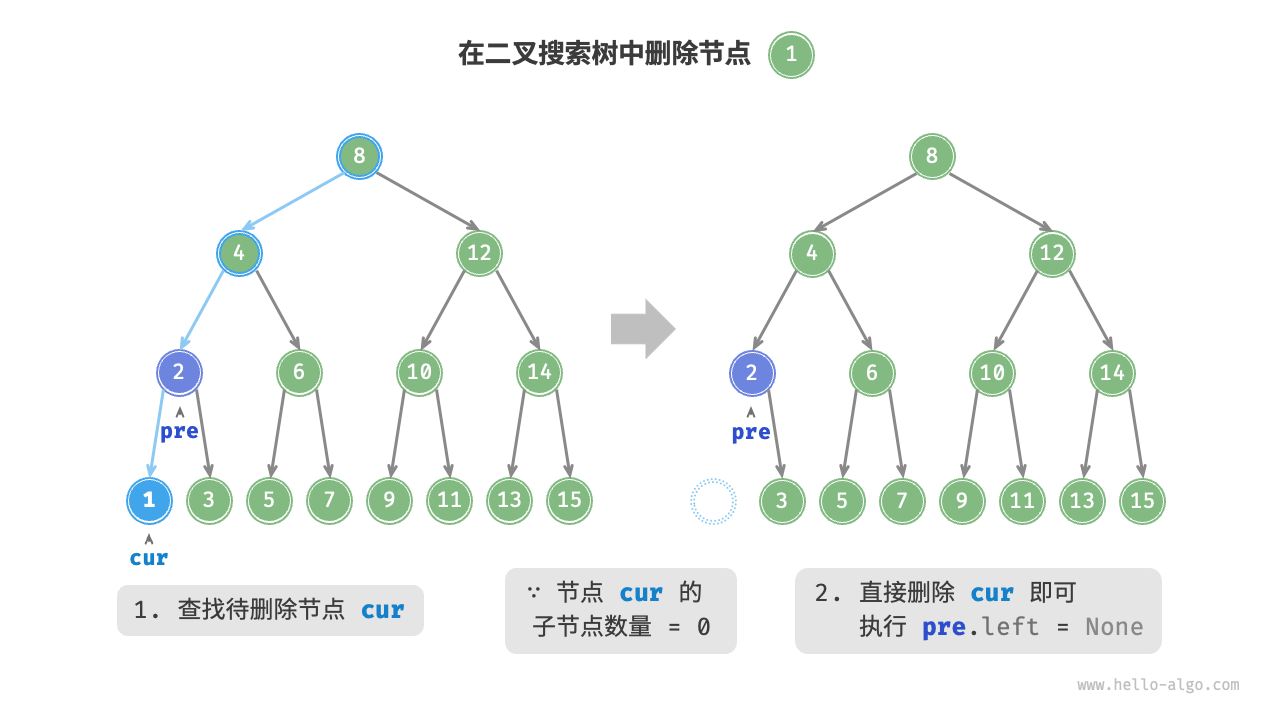 在二叉搜索树中删除节点 1
8
8
4
12
4
12
2
6
10
14
2
6
10
14
pre
pre
1
3
5
7
9
11
13
15
3
5
7
9
11
13
15
cur
1. 查找待删除节点 cur
∵ 节点 cur 的
子节点数量 = 0
2. 直接删除 cur 即可
执行 pre.left = None
www.hello-algo.com